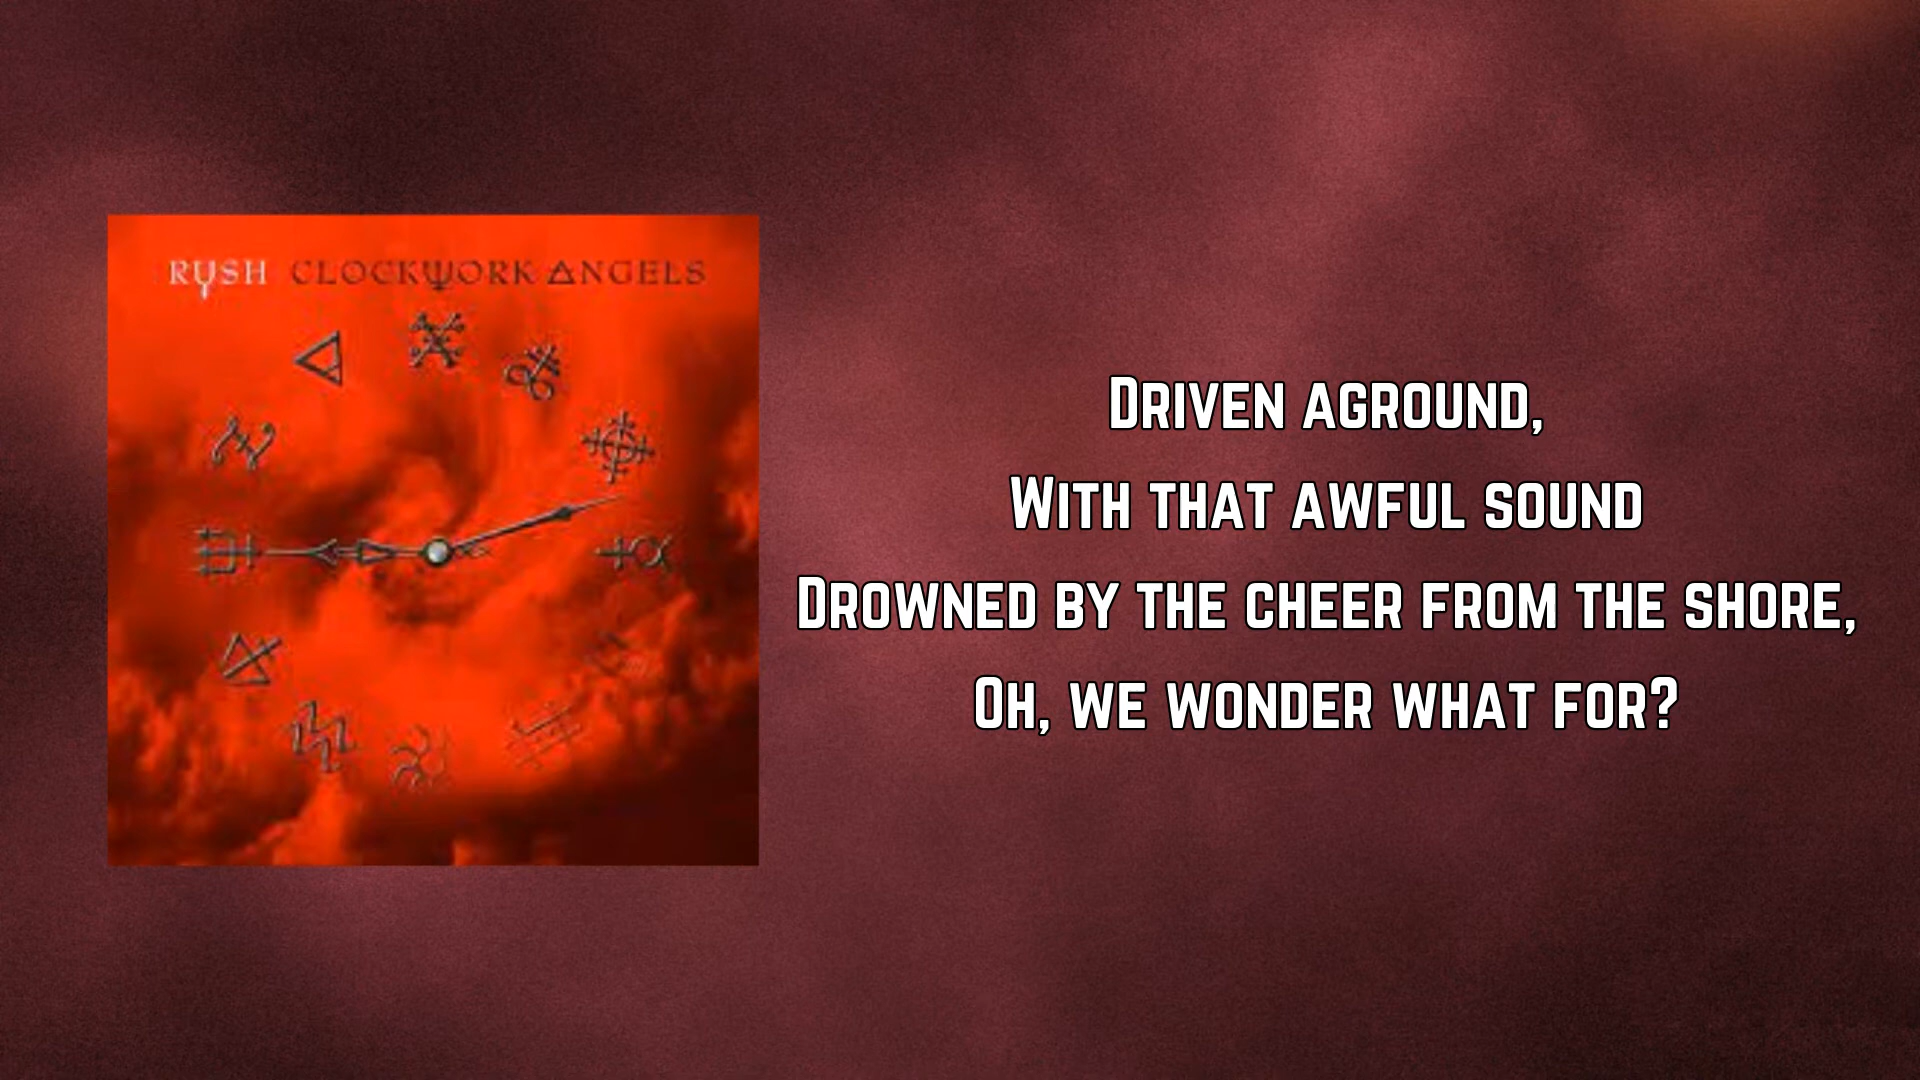 RUSH CLOCKWORK ANGELS
Driven aground,
With that awful sound
Drowned by the cheer from the shore,
Oh, we wonder what for?